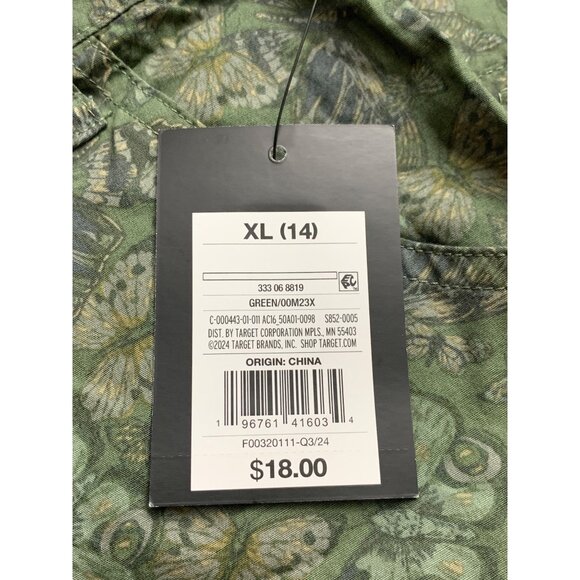 XL (14)
333 06 8819
GREEN/00M23X
C-000443-01-011 AC16_50A01-0098 S852-0005
DIST. BY TARGET CORPORATION MPLS., MN 55403
©2024 TARGET BRANDS, INC. SHOP TARGET.COM
ORIGIN: CHINA
1 96761 41603 4
F00320111-Q3/24
$18.00